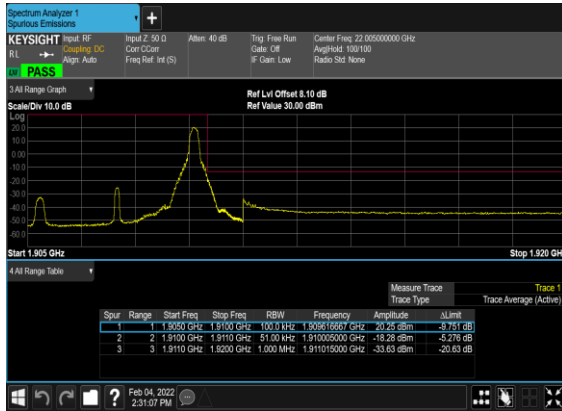 Spectrum Analyzer 1
Spurious Emissions
+
KEYSIGHT Input: RF Input Z: 50 Ω Atten: 40 dB Trig: Free Run Center Freq: 22.005000000 GHz
RL Coupling: DC Corr CCorr Gate: Off Avg|Hold: 100/100
Align: Auto Freq Ref: Int (S) IF Gain: Low Radio Std: None
PASS
3 All Range Graph
Ref Lvl Offset 8.10 dB
Scale/Div 10.0 dB Ref Value 30.00 dBm
Log
20.0
10.0
0.00
-10.0
-20.0
-30.0
-40.0
-50.0
-60.0
Start 1.905 GHz Stop 1.920 GH
4 All Range Table
Measure Trace Trace 1
Trace Type Trace Average (Active)
Spur Range Start Freq Stop Freq RBW Frequency Amplitude ΔLimit
1 1 1.9050 GHz 1.9100 GHz 100.0 kHz 1.909616667 GHz 20.25 dBm -9.751 dB
2 2 1.9100 GHz 1.9110 GHz 51.00 kHz 1.910005000 GHz -18.28 dBm -5.276 dB
3 3 1.9110 GHz 1.9200 GHz 1.000 MHz 1.911015000 GHz -33.63 dBm -20.63 dB
? Feb 04, 2022
2:31:07 PM